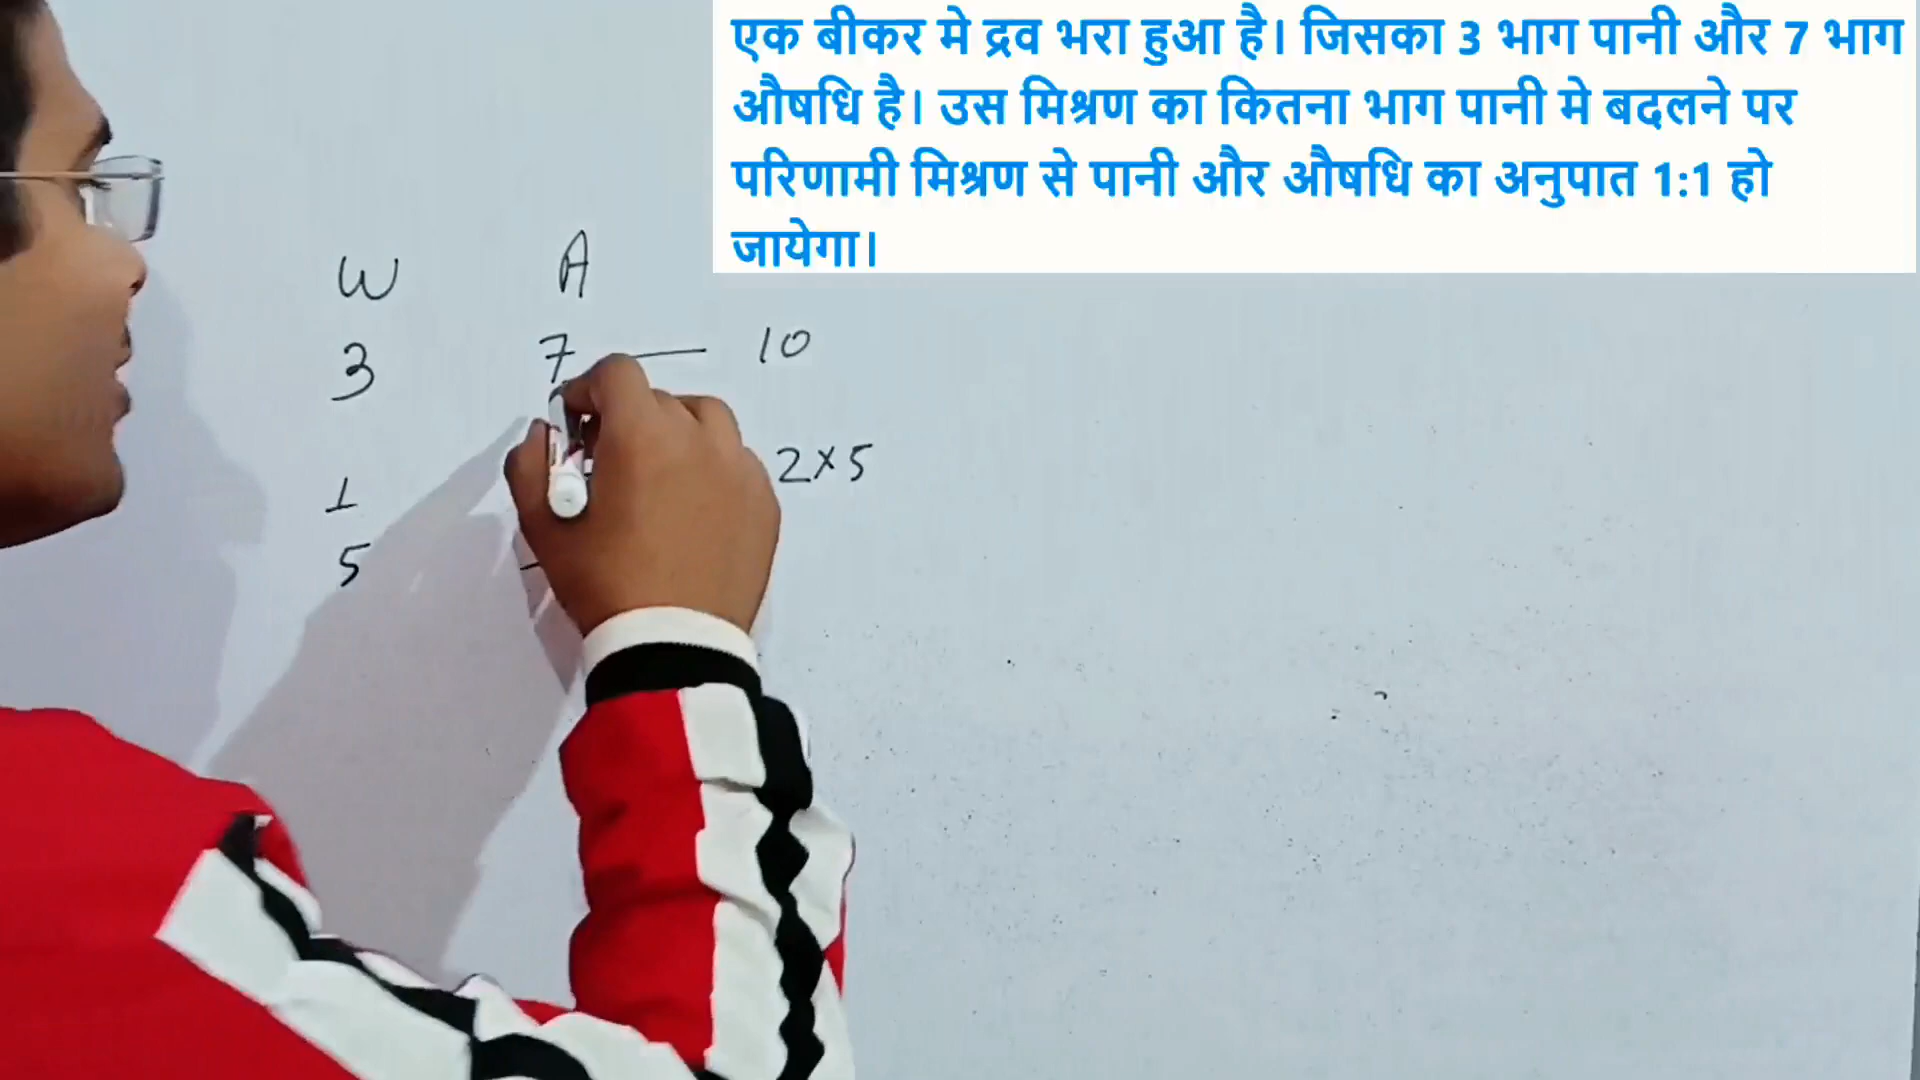 एक बीकर मे द्रव भरा हुआ है। जिसका 3 भाग पानी और 7 भाग
औषधि है। उस मिश्रण का कितना भाग पानी मे बदलने पर
परिणामी मिश्रण से पानी और औषधि का अनुपात 1:1 हो
जायेगा।
W A
3 7 — 10
1 2×5
5